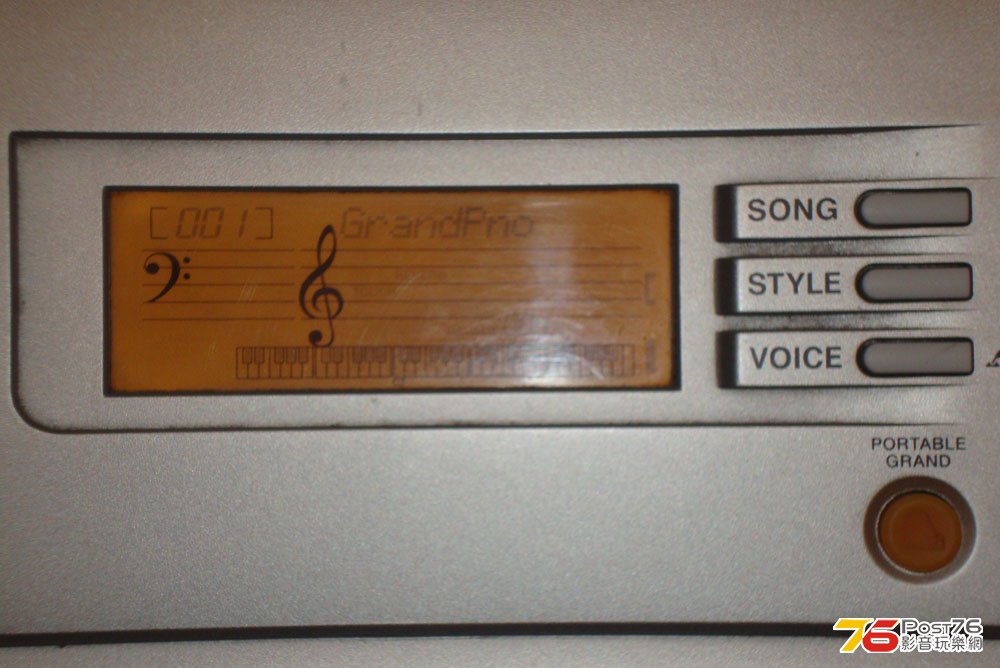 [001] GrandPno
SONG
STYLE
VOICE
PORTABLE
GRAND
76 Post76
影音玩樂網